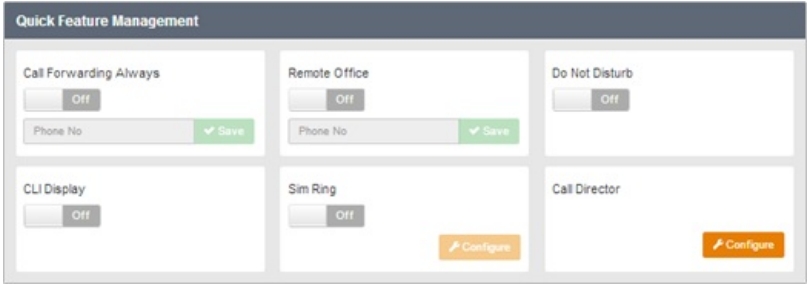 Quick Feature Management
Call Forwarding Always
Off
Phone No
Save
Remote Office
Off
Phone No
Save
Do Not Disturb
Off
CLI Display
Off
Sim Ring
Off
Configure
Call Director
Configure